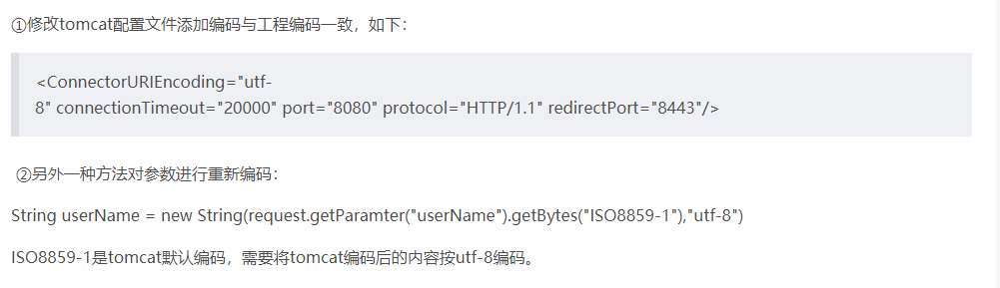 ①修改tomcat配置文件添加编码与工程编码一致，如下：
<ConnectorURIEncoding="utf-
8" connectionTimeout="20000" port="8080" protocol="HTTP/1.1" redirectPort="8443"/>
②另外一种方法对参数进行重新编码：
String userName = new String(request.getParamter("userName").getBytes("ISO8859-1"),"utf-8")
ISO8859-1是tomcat默认编码，需要将tomcat编码后的内容按utf-8编码。